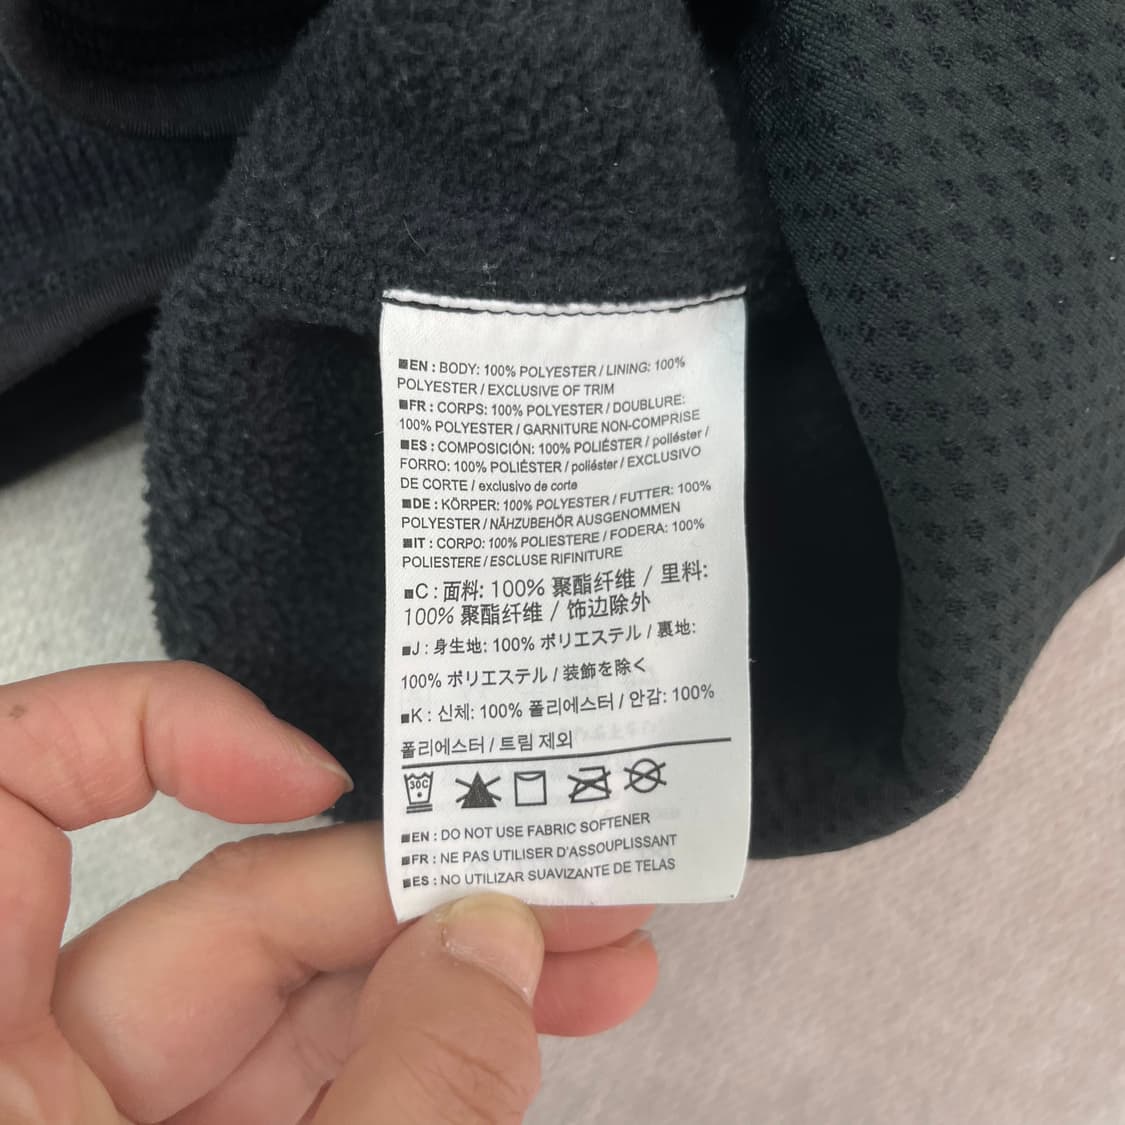 ■EN : BODY: 100% POLYESTER / LINING: 100%
POLYESTER / EXCLUSIVE OF TRIM
■FR : CORPS: 100% POLYESTER / DOUBLURE:
100% POLYESTER / GARNITURE NON-COMPRISE
■ES : COMPOSICIÓN: 100% POLIÉSTER / poliéster /
FORRO: 100% POLIÉSTER / poliéster / EXCLUSIVO
DE CORTE / exclusivo de corte
■DE : KÖRPER: 100% POLYESTER / FUTTER: 100%
POLYESTER / NÄHZUBEHÖR AUSGENOMMEN
■IT : CORPO: 100% POLIESTERE / FODERA: 100%
POLIESTERE / ESCLUSE RIFINITURE
■C : 面料: 100% 聚酯纤维 / 里料:
100% 聚酯纤维 / 饰边除外
■J : 身生地: 100% ポリエステル / 裏地:
100% ポリエステル / 装飾を除く
■K : 신체: 100% 폴리에스터 / 안감: 100%
폴리에스터 / 트림 제외
30C
■EN : DO NOT USE FABRIC SOFTENER
■FR : NE PAS UTILISER D'ASSOUPLISSANT
■ES : NO UTILIZAR SUAVIZANTE DE TELAS